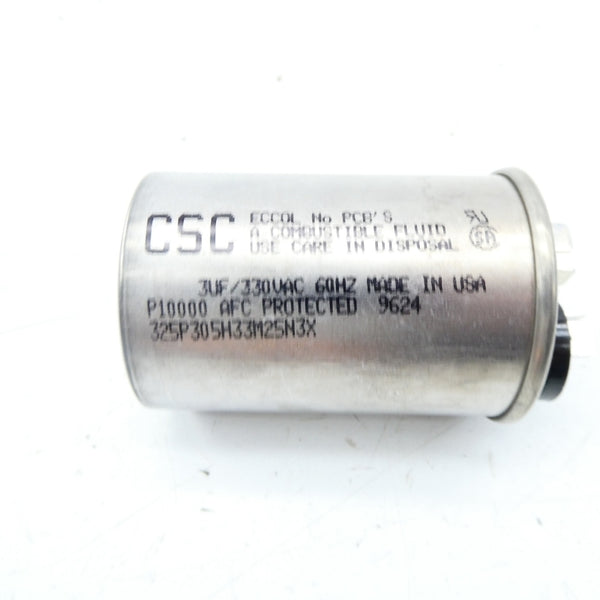 CSC
ECCOL No PCB'S
A COMBUSTIBLE FLUID
USE CARE IN DISPOSAL
3UF/330VAC 60HZ MADE IN USA
P10000 AFC PROTECTED 9624
325P305H33M25N3X